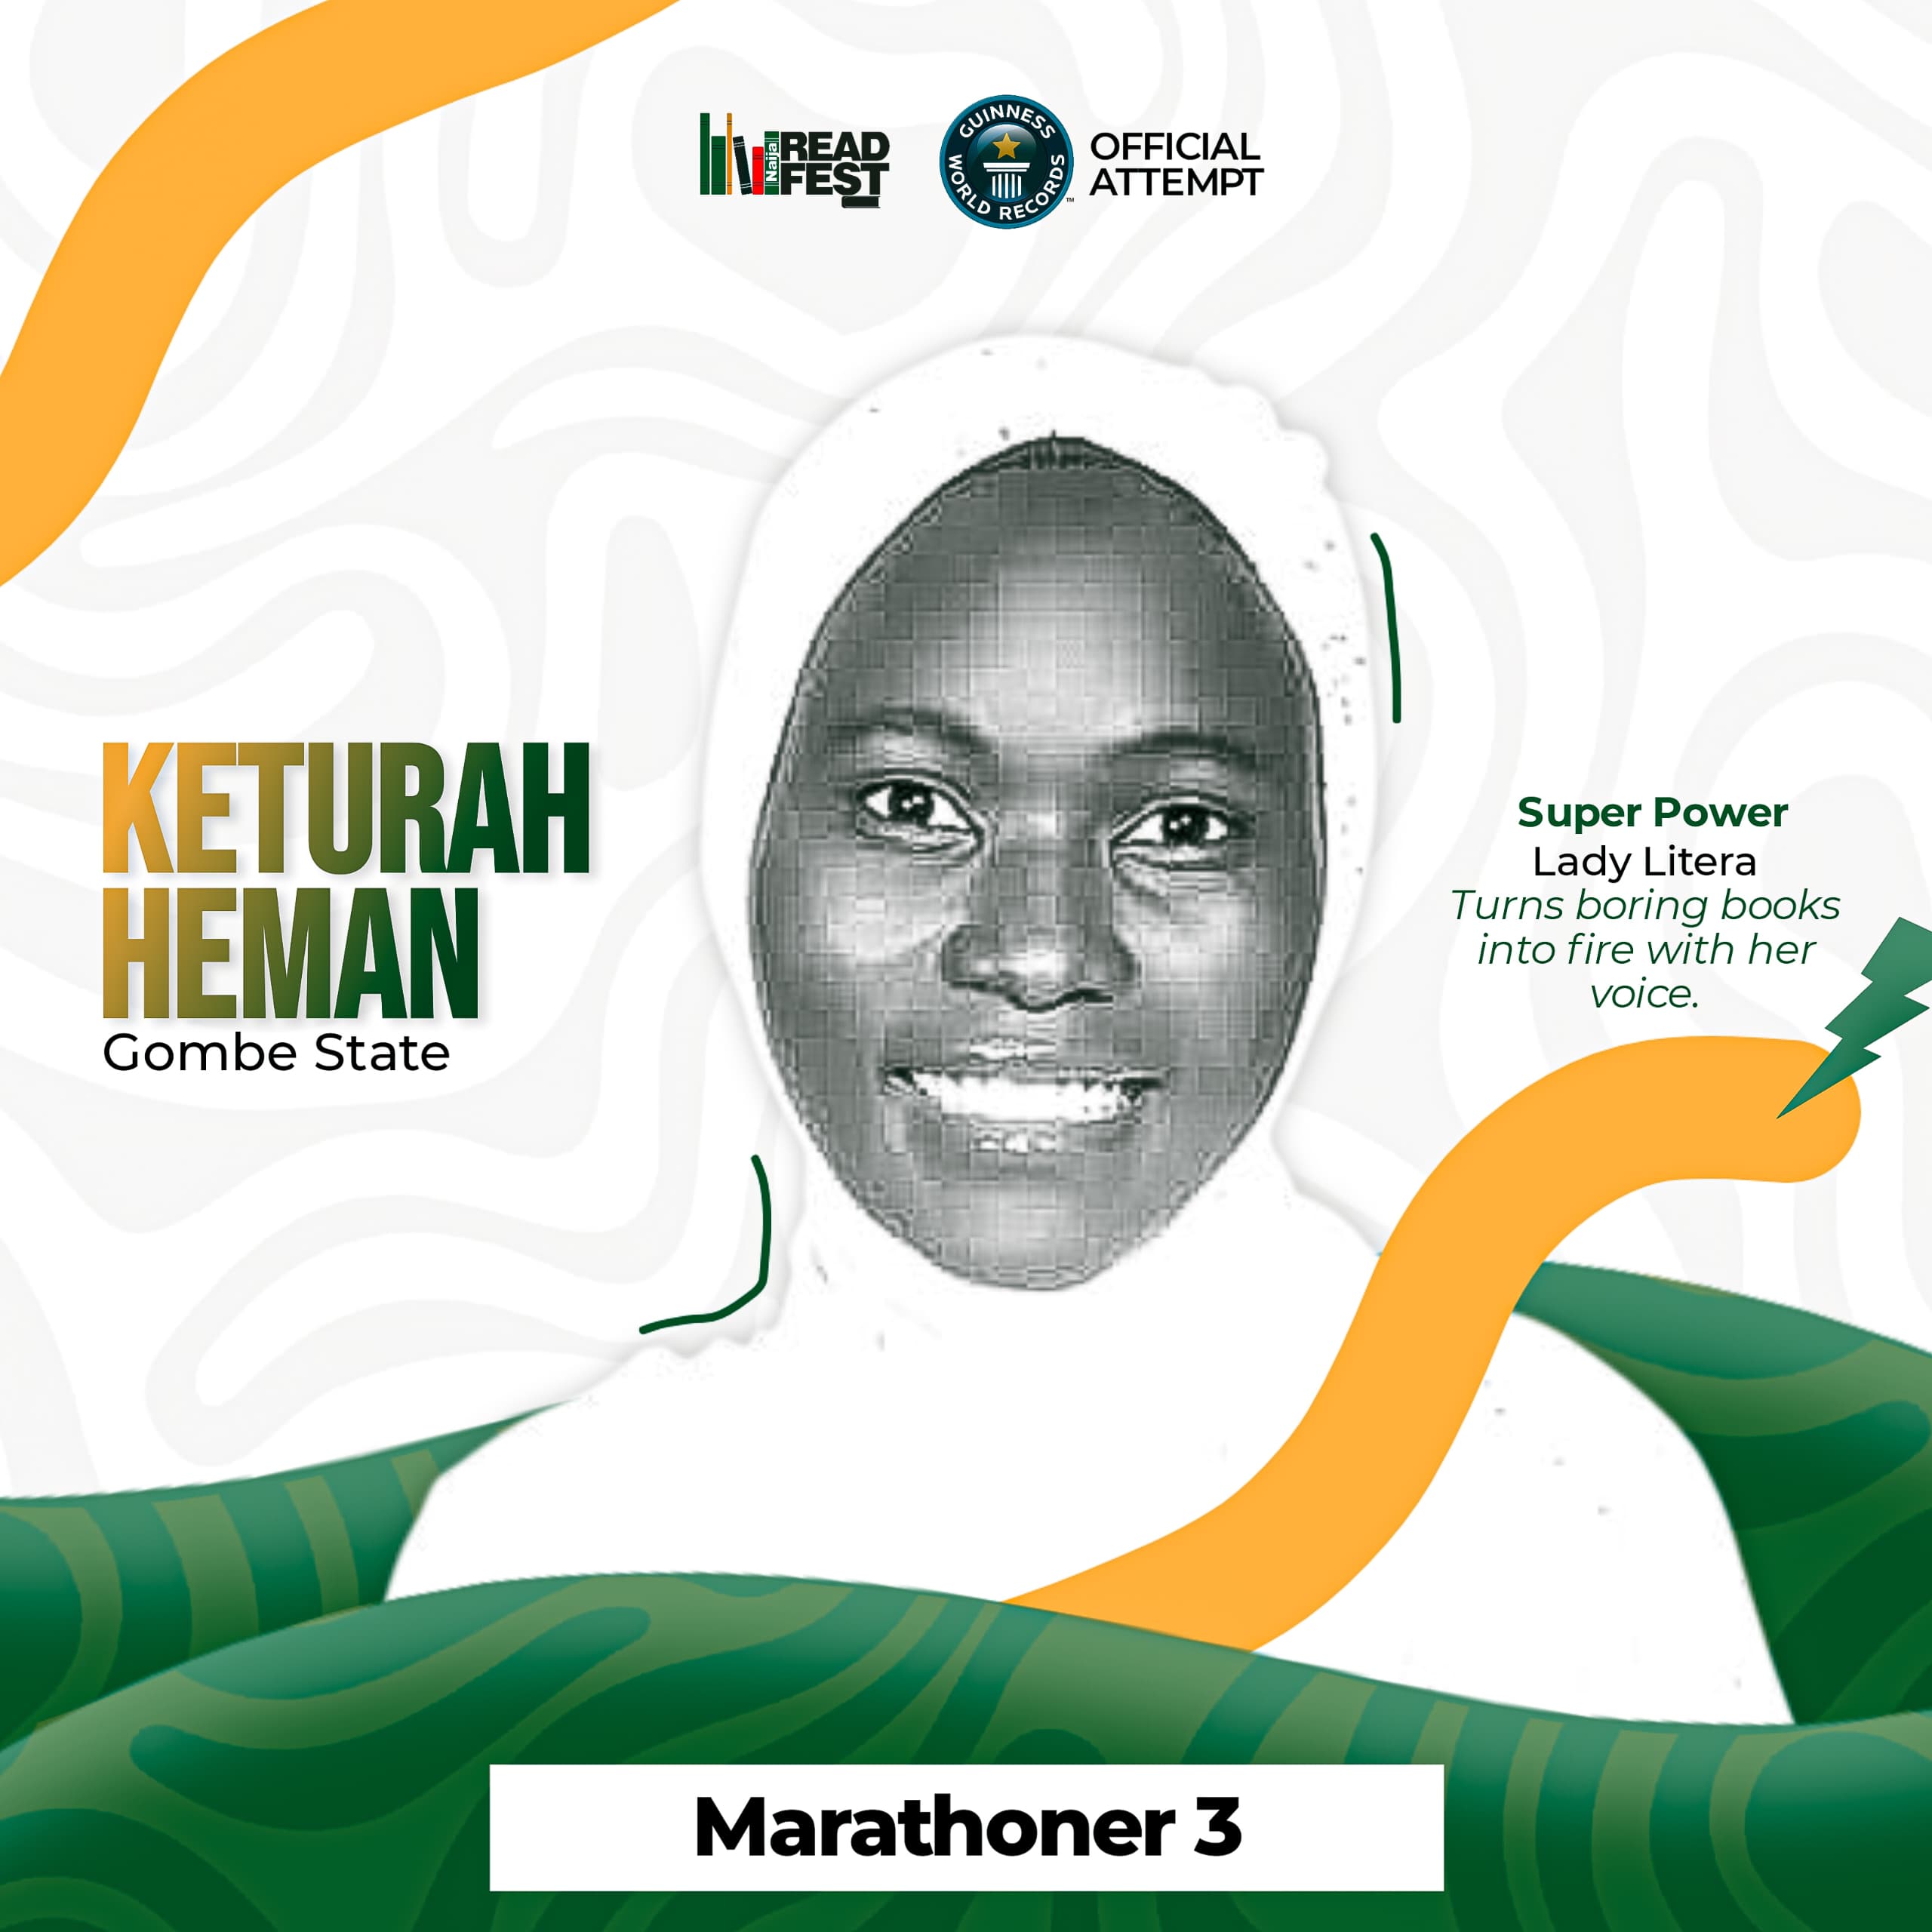 Naija
READ
FEST
GUINNESS
WORLD RECORDS
™
OFFICIAL
ATTEMPT
KETURAH
HEMAN
Gombe State
Super Power
Lady Litera
Turns boring books
into fire with her
voice.
Marathoner 3